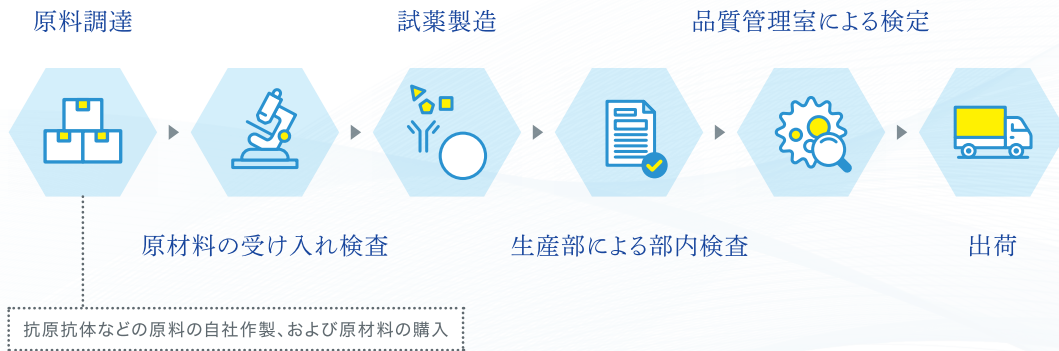 原料調達
試薬製造
品質管理室による検定
原材料の受け入れ検査
生産部による部内検査
出荷
抗原抗体などの原料の自社作製、および原材料の購入